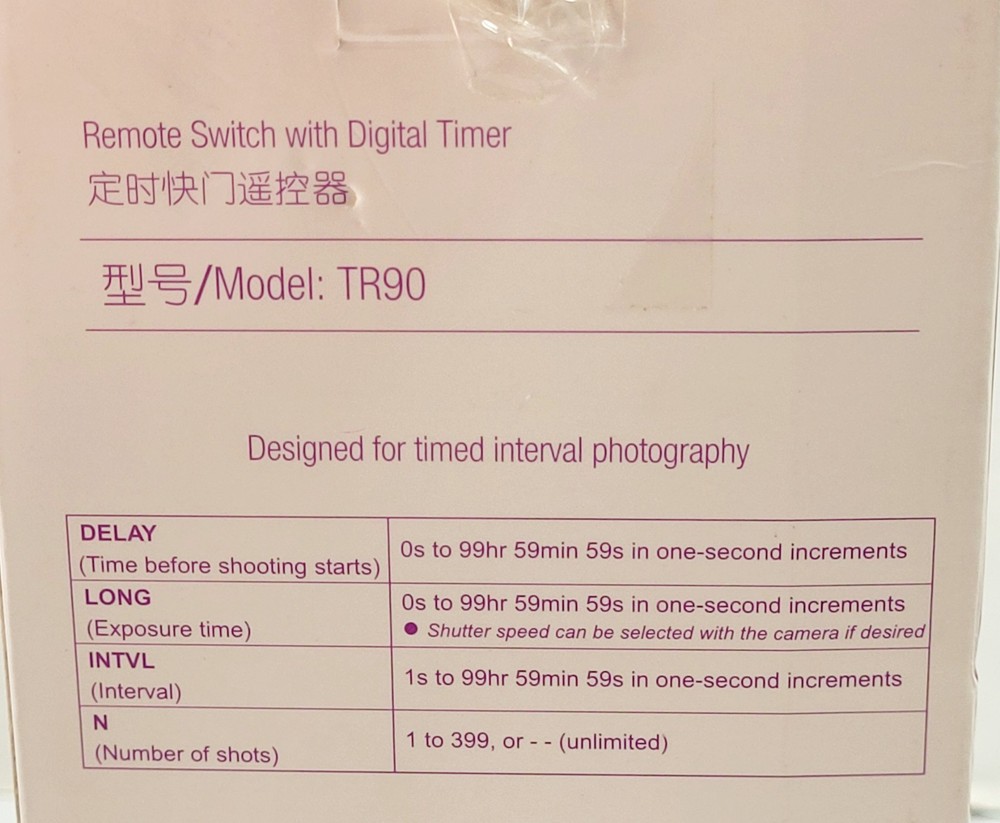 Remote Switch with Digital Timer
定时快门遥控器
型号/Model: TR90
Designed for timed interval photography
DELAY
(Time before shooting starts)
0s to 99hr 59min 59s in one-second increments
LONG
(Exposure time)
0s to 99hr 59min 59s in one-second increments
● Shutter speed can be selected with the camera if desired
INTVL
(Interval)
1s to 99hr 59min 59s in one-second increments
N
(Number of shots)
1 to 399, or - - (unlimited)